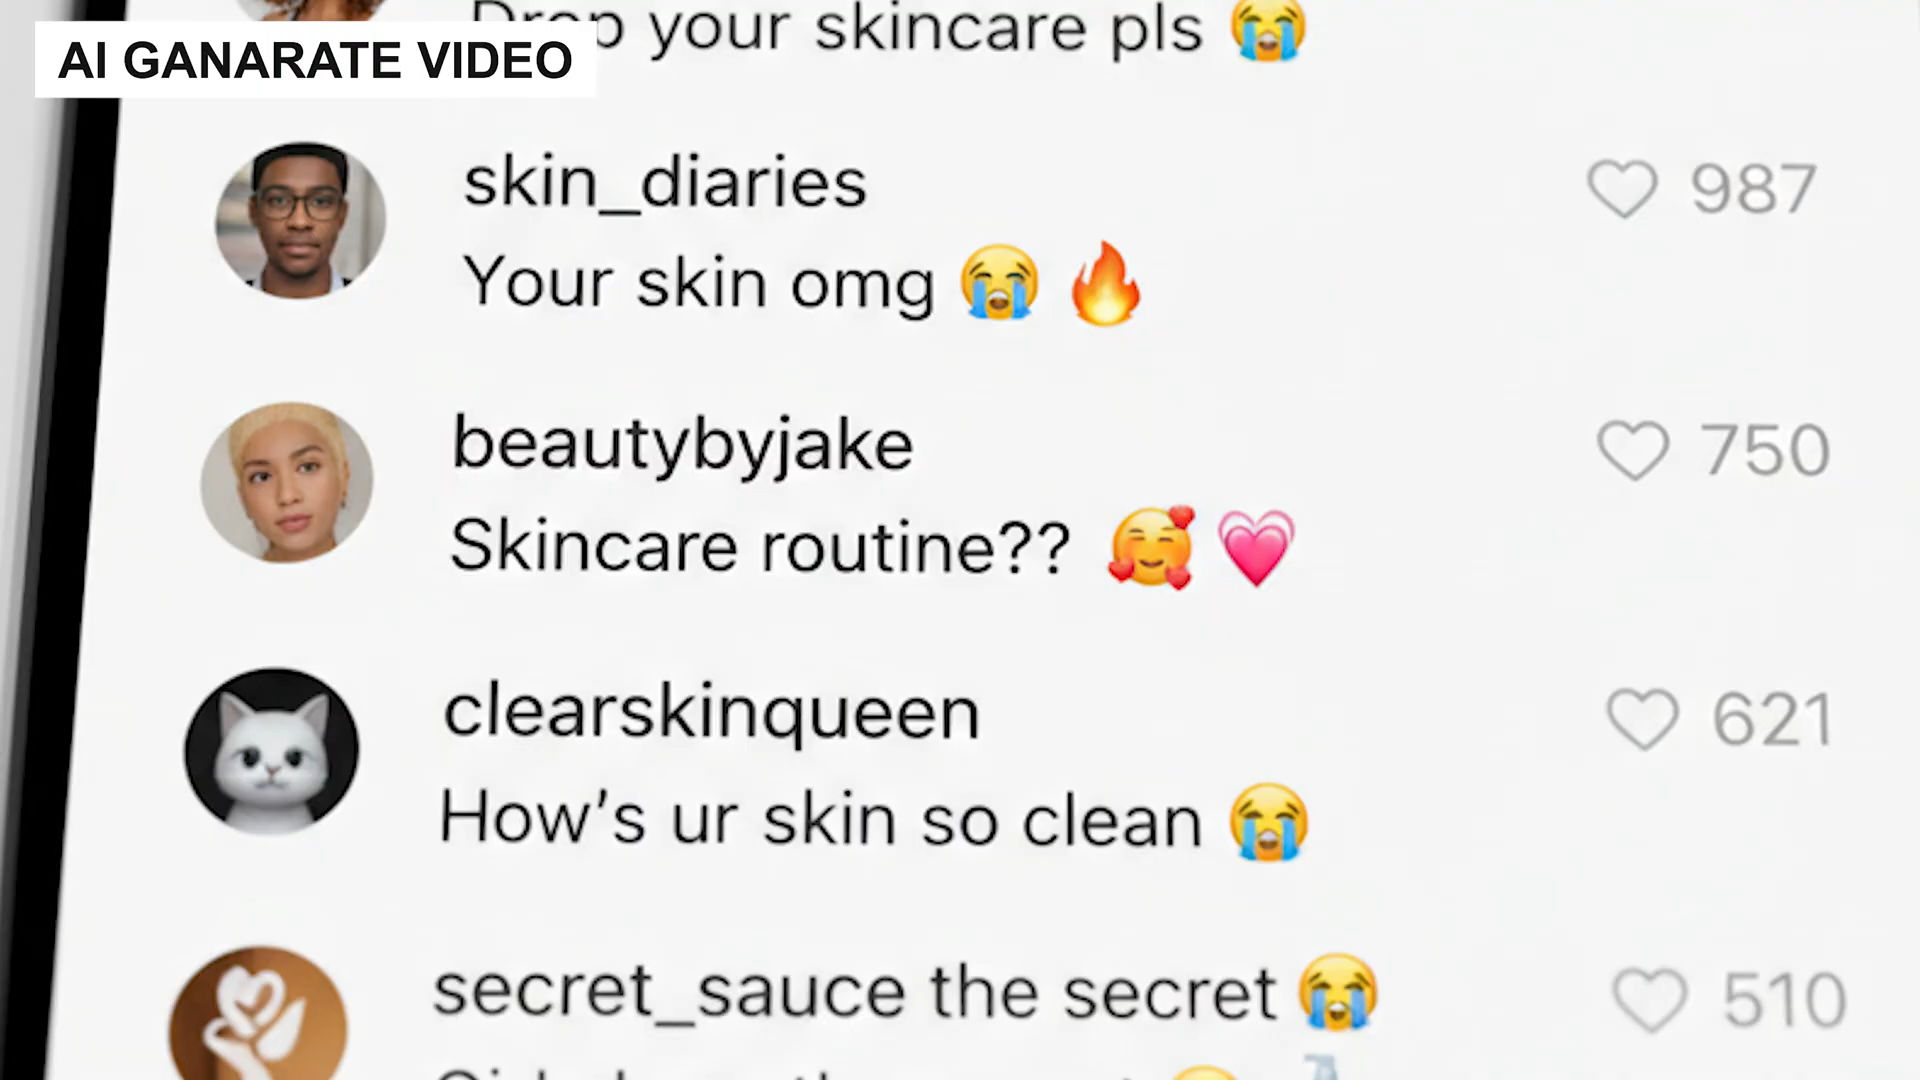 AI GANARATE VIDEO
your skincare pls 😭
skin_diaries
987
Your skin omg 😭 🔥
beautybyjake
750
Skincare routine?? 🥰 💗
clearskinqueen
621
How's ur skin so clean 😭
secret_sauce the secret 😭
510